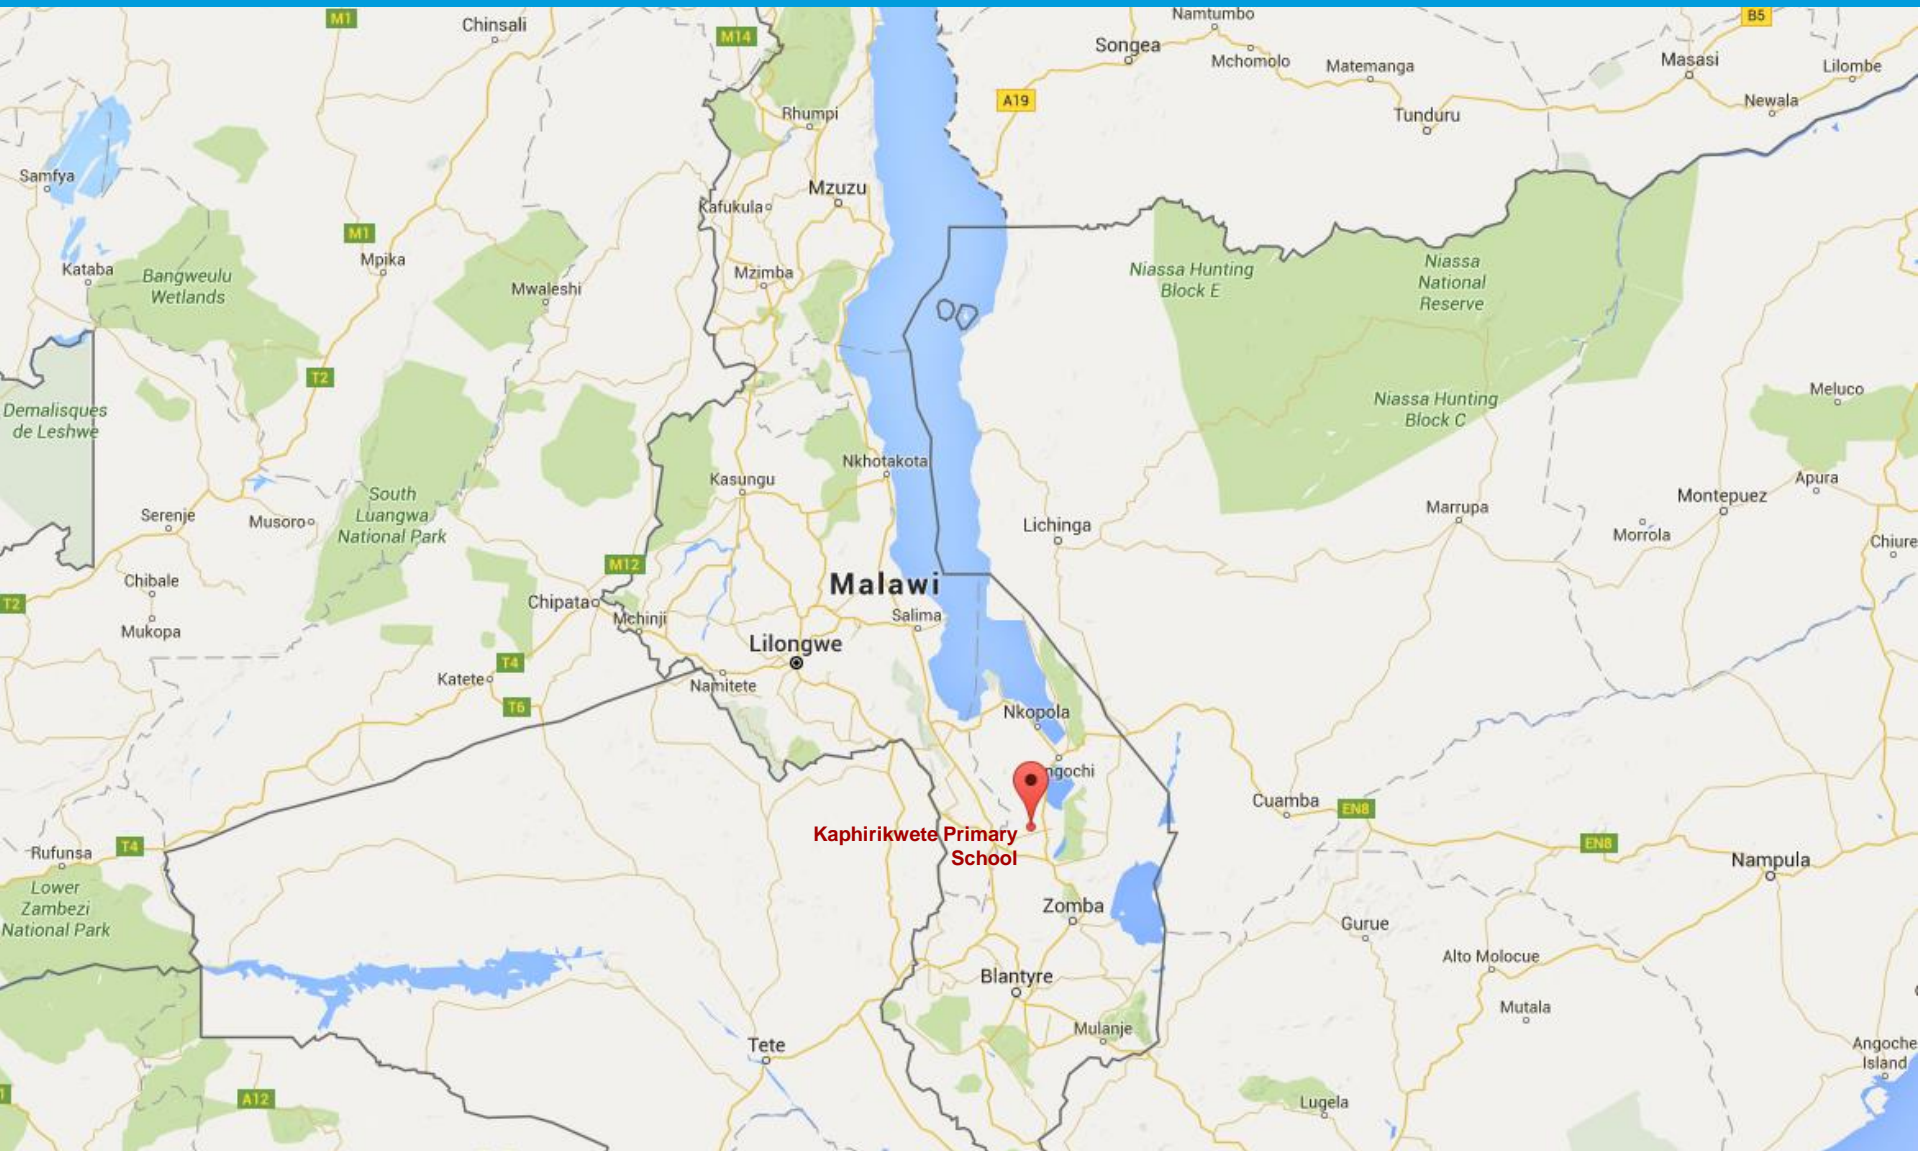 M1
Chinsali
M14
Namtumbo
B5
Songea
Mchomolo
Matemanga
Masasi
Lilombe
A19
Newala
Rhumpi
Tunduru
Samfya
Mzuzu
Kafukula
M1
Mpika
Kataba
Bangweulu
Wetlands
Mzimba
Mwaleshi
Niassa Hunting
Block E
Niassa
National
Reserve
T2
Demalisques
de Leshwe
Niassa Hunting
Block C
Meluco
Nkhotakota
Kasungu
South
Luangwa
National Park
Serenje
Musoro
Lichinga
Marrupa
Montepuez
Apura
Morrola
Chiure
M12
Malawi
Chibale
T2
Chipata
Mchinji
Salima
Mukopa
Lilongwe
T4
Katete
Namitete
T6
Nkopola
ngochi
Cuamba
EN8
Kaphirikwete Primary
School
T4
Rufunsa
EN8
Nampula
Lower
Zambezi
National Park
Zomba
Gurue
Alto Molocue
Blantyre
Mutala
Mulanje
Tete
Angoche
Island
1
A12
Lugela